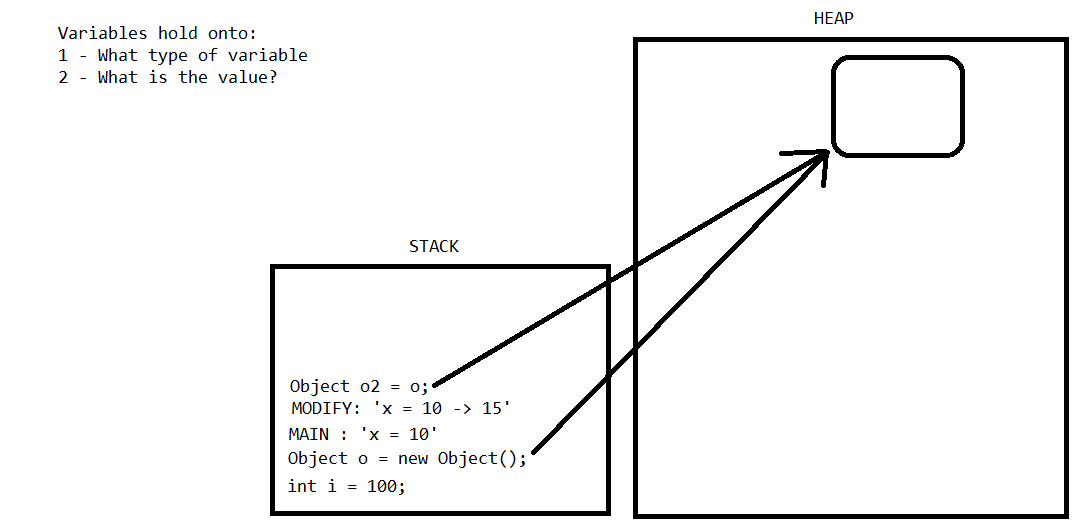 HEAP
Variables hold onto:
1 - What type of variable
2 - What is the value?
STACK
Object o2 = o;
MODIFY: 'x = 10 -> 15'
MAIN : 'x = 10'
Object o = new Object();
int i = 100;